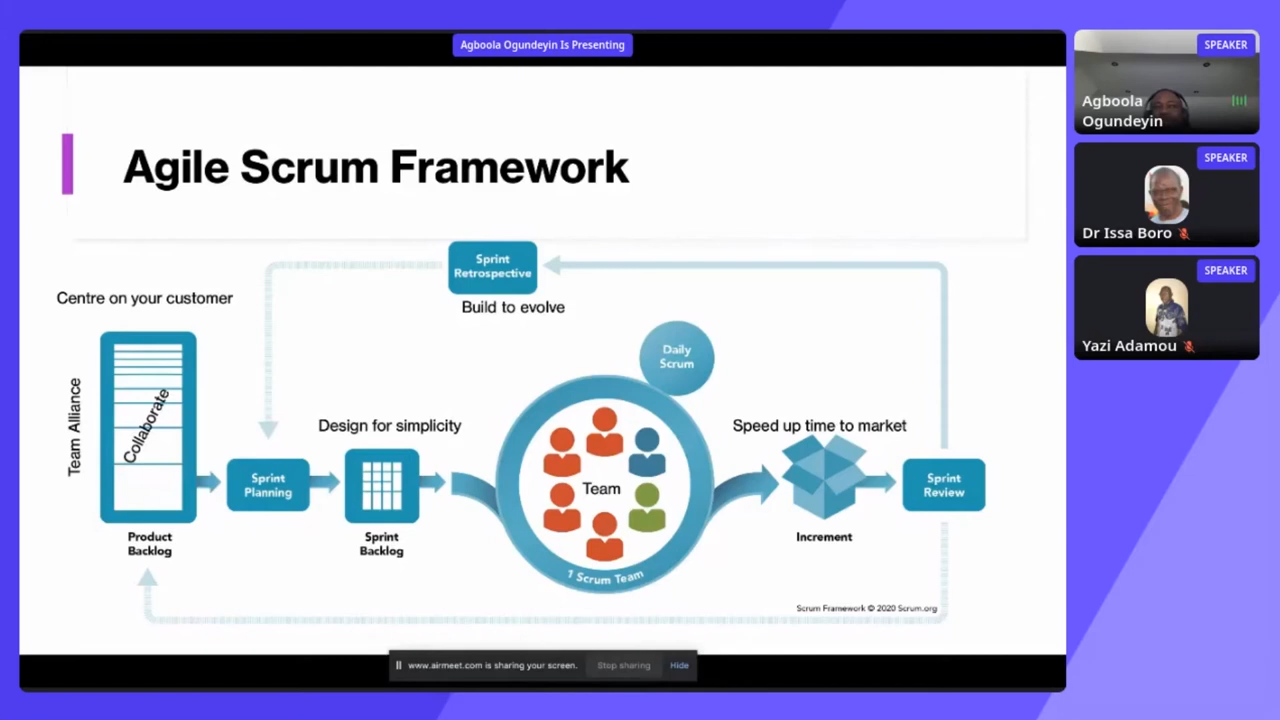 Agboola Ogundeyin Is Presenting
Agile Scrum Framework
Sprint
Retrospective
Build to evolve
Centre on your customer
Team Alliance
Collaborate
Product
Backlog
Sprint
Planning
Design for simplicity
Sprint
Backlog
Daily
Scrum
Team
1 Scrum Team
Speed up time to market
Increment
Sprint
Review
Scrum Framework © 2020 Scrum.org
www.airmeet.com is sharing your screen.
Stop sharing
Hide
SPEAKER
Agboola
Ogundeyin
SPEAKER
Dr Issa Boro
SPEAKER
Yazi Adamou